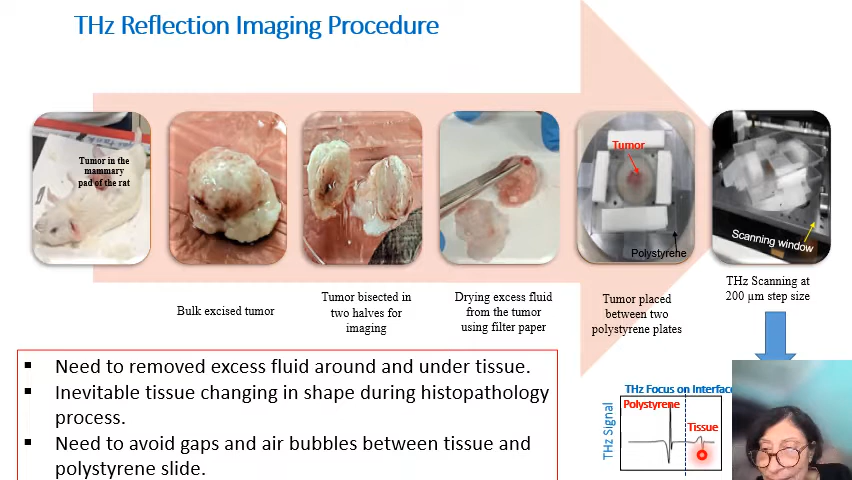 THz Reflection Imaging Procedure
Tumor in the
mammary
pad of the rat
Tumor
Polystyrene
Scanning window
Bulk excised tumor
Tumor bisected in
two halves for
imaging
Drying excess fluid
from the tumor
using filter paper
Tumor placed
between two
polystyrene plates
THz Scanning at
200 µm step size
▪ Need to removed excess fluid around and under tissue.
▪ Inevitable tissue changing in shape during histopathology
process.
▪ Need to avoid gaps and air bubbles between tissue and
polystyrene slide.
THz Focus on Interface
Polystyrene
Tissue
THz Signal